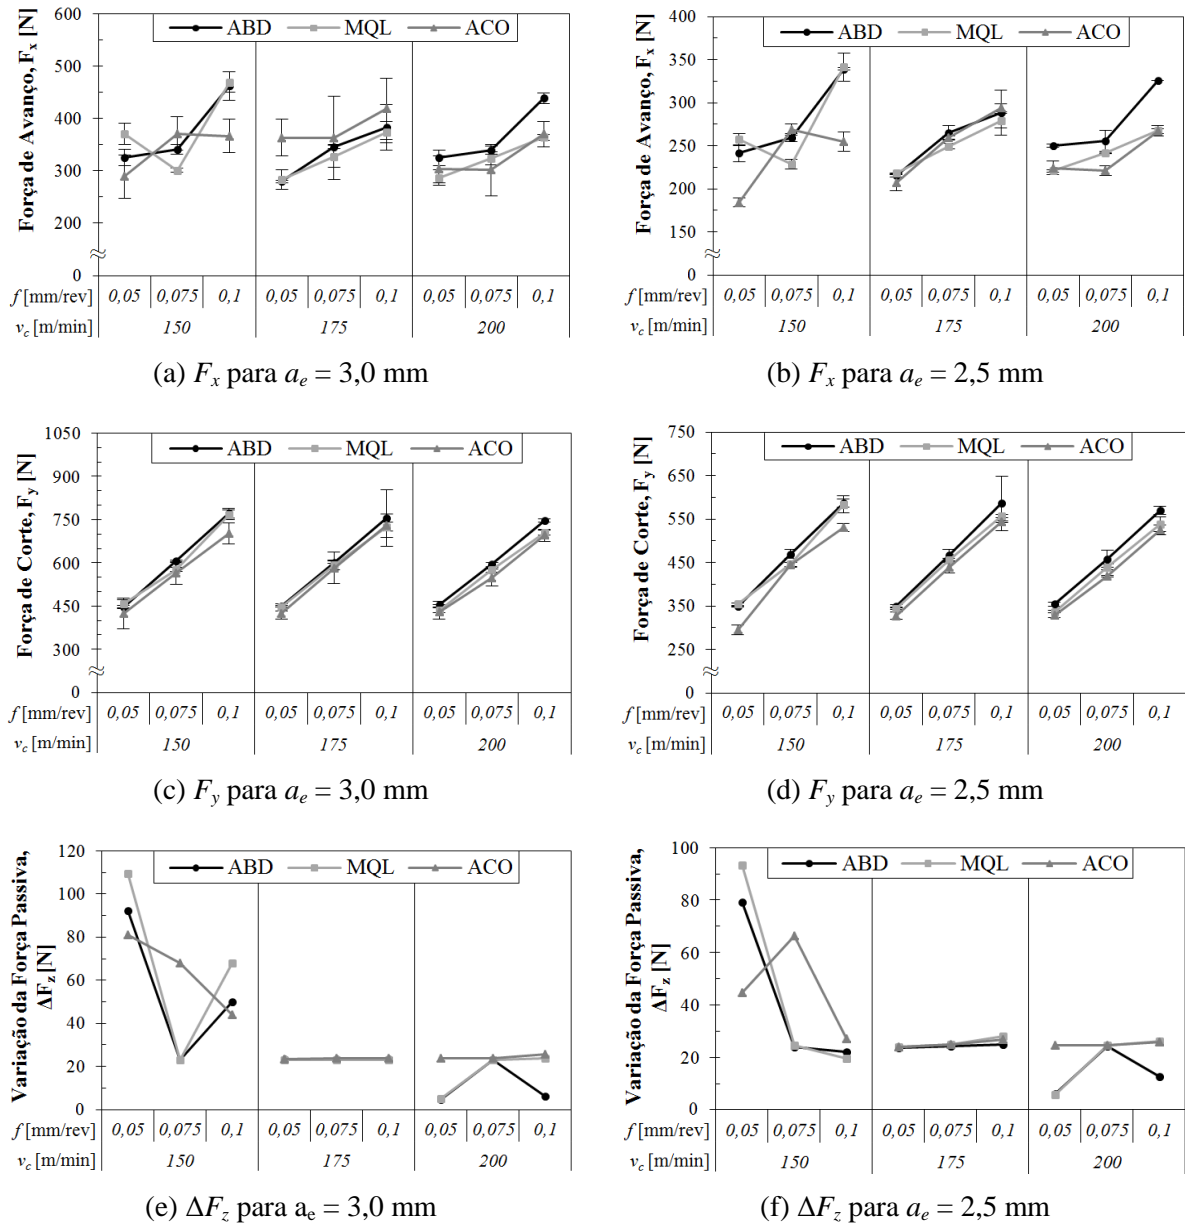 Força de Avanço, Fx [N]
600
500
400
300
200
0
ABD MQL ACO
f [mm/rev] 0,05 0,075 0,1 0,05 0,075 0,1 0,05 0,075 0,1
vc [m/min] 150 175 200
(a) Fx para ae = 3,0 mm
Força de Avanço, Fx [N]
400
350
300
250
200
150
0
ABD MQL ACO
f [mm/rev] 0,05 0,075 0,1 0,05 0,075 0,1 0,05 0,075 0,1
vc [m/min] 150 175 200
(b) Fx para ae = 2,5 mm
Força de Corte, Fy [N]
1050
900
750
600
450
300
0
ABD MQL ACO
f [mm/rev] 0,05 0,075 0,1 0,05 0,075 0,1 0,05 0,075 0,1
vc [m/min] 150 175 200
(c) Fy para ae = 3,0 mm
Força de Corte, Fy [N]
750
650
550
450
350
250
0
ABD MQL ACO
f [mm/rev] 0,05 0,075 0,1 0,05 0,075 0,1 0,05 0,075 0,1
vc [m/min] 150 175 200
(d) Fy para ae = 2,5 mm
Variação da Força Passiva,
ΔFz [N]
120
100
80
60
40
20
0
ABD MQL ACO
f [mm/rev] 0,05 0,075 0,1 0,05 0,075 0,1 0,05 0,075 0,1
vc [m/min] 150 175 200
(e) ΔFz para ae = 3,0 mm
Variação da Força Passiva,
ΔFz [N]
100
80
60
40
20
0
ABD MQL ACO
f [mm/rev] 0,05 0,075 0,1 0,05 0,075 0,1 0,05 0,075 0,1
vc [m/min] 150 175 200
(f) ΔFz para ae = 2,5 mm